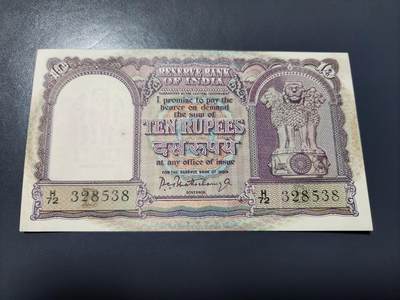 RESERVE BANK
OF INDIA
I promise to pay the
bearer on demand
the sum of
TEN RUPEES
दस रूपये
at any office of issue
FOR THE RESERVE BANK OF INDIA
GOVERNOR
H/72 328538
H/72 328538